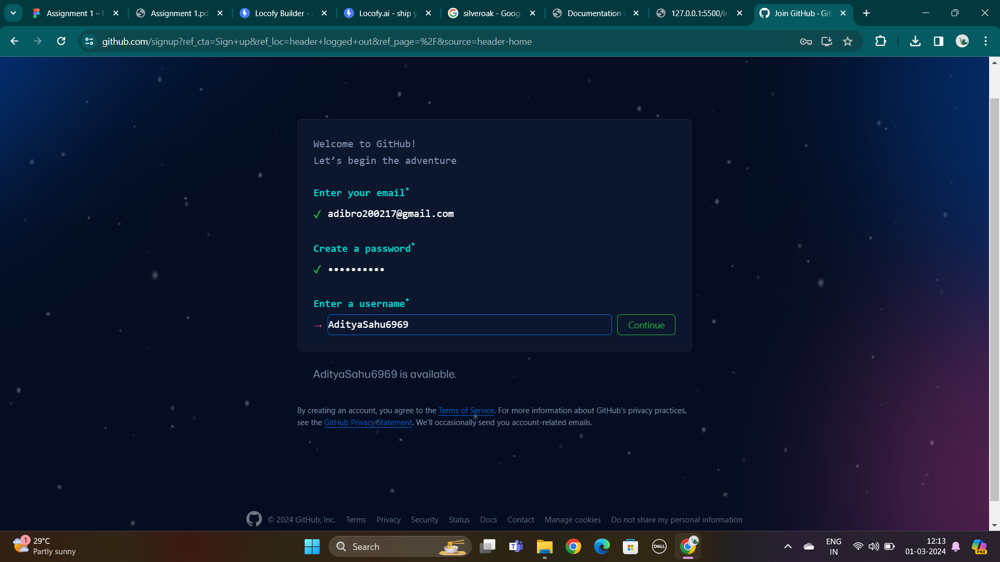 Assignment 1 –
Assignment 1.pd
Locofy Builder -
Locofy.ai - ship y
silveroak - Goog
Documentation
127.0.0.1:5500/in
Join GitHub · Git
github.com/signup?ref_cta=Sign+up&ref_loc=header+logged+out&ref_page=%2F&source=header-home
Welcome to GitHub!
Let’s begin the adventure
Enter your email*
✓ adibro200217@gmail.com
Create a password*
✓ ••••••••••
Enter a username*
→ AdityaSahu6969
Continue
AdityaSahu6969 is available.
By creating an account, you agree to the Terms of Service. For more information about GitHub's privacy practices,
see the GitHub Privacy Statement. We'll occasionally send you account-related emails.
© 2024 GitHub, Inc. Terms Privacy Security Status Docs Contact Manage cookies Do not share my personal information
1
29°C
Partly sunny
Search
DELL
ENG
IN
12:13
01-03-2024
PRE